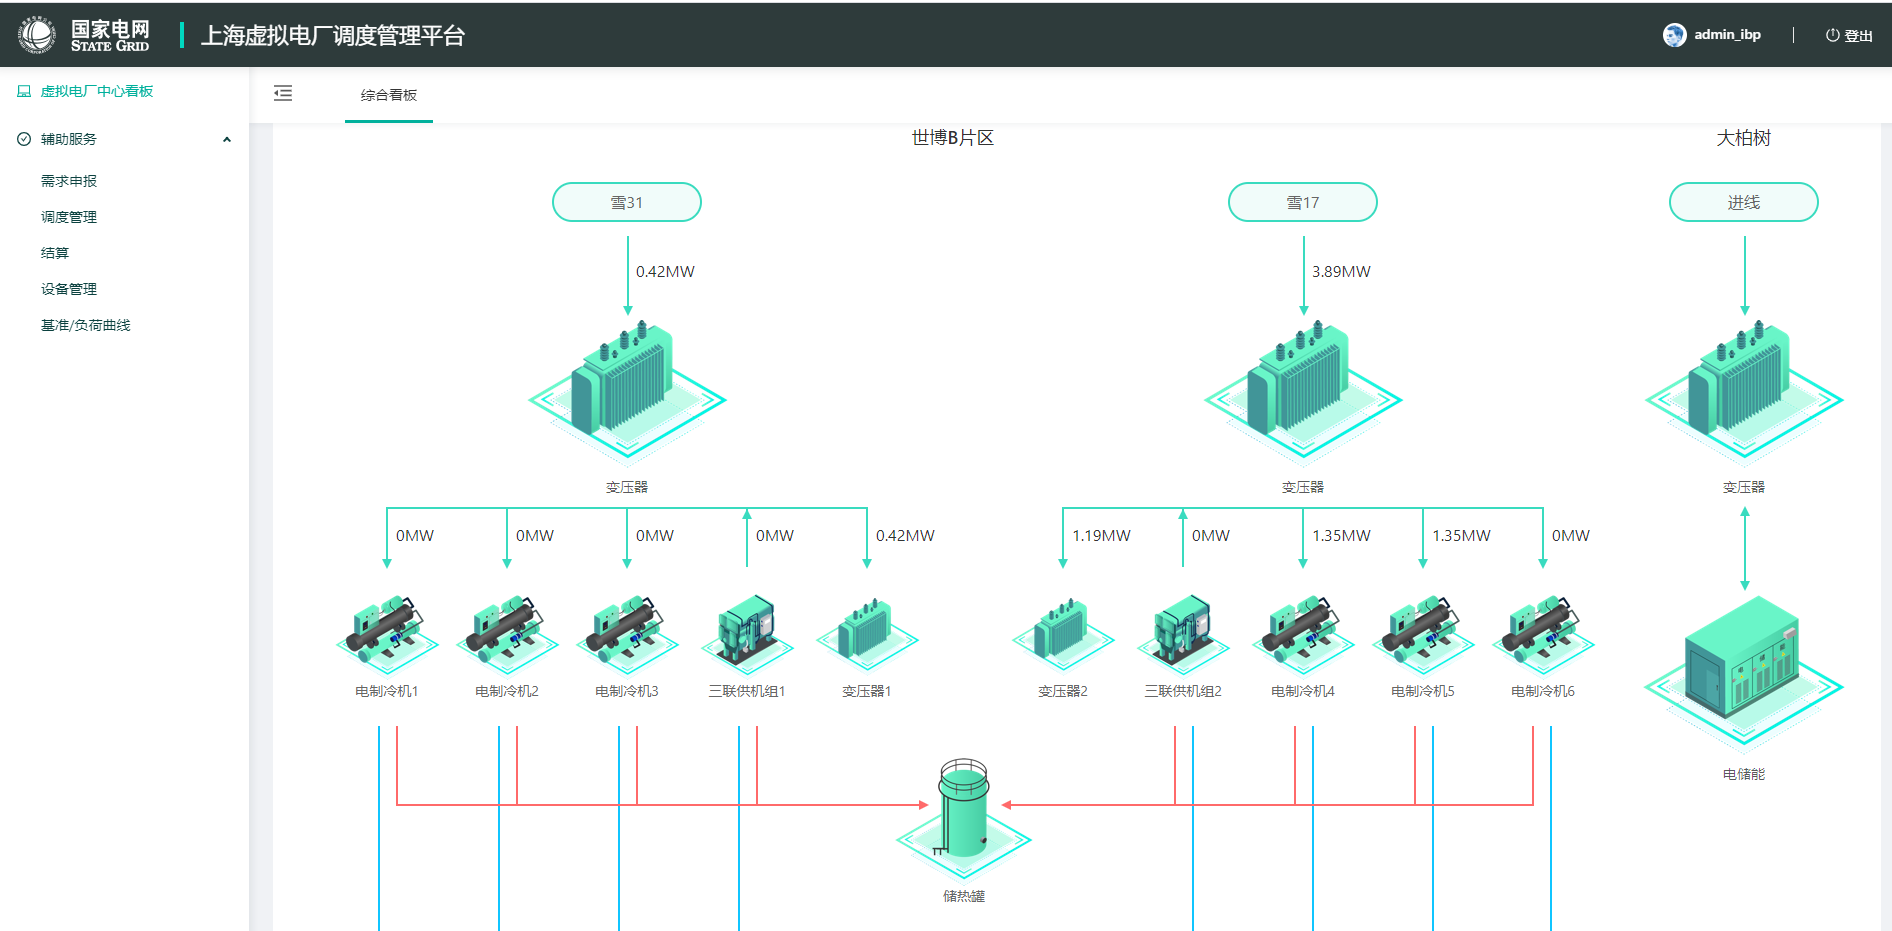 国家电网
STATE GRID
上海虚拟电厂调度管理平台
admin_ibp
登出
虚拟电厂中心看板
辅助服务
需求申报
调度管理
结算
设备管理
基准/负荷曲线
综合看板
世博B片区
大柏树
雪31
雪17
进线
0.42MW
3.89MW
变压器
变压器
变压器
0MW
0MW
0MW
0MW
0.42MW
1.19MW
0MW
1.35MW
1.35MW
0MW
电制冷机1
电制冷机2
电制冷机3
三联供机组1
变压器1
变压器2
三联供机组2
电制冷机4
电制冷机5
电制冷机6
电储能
储热罐